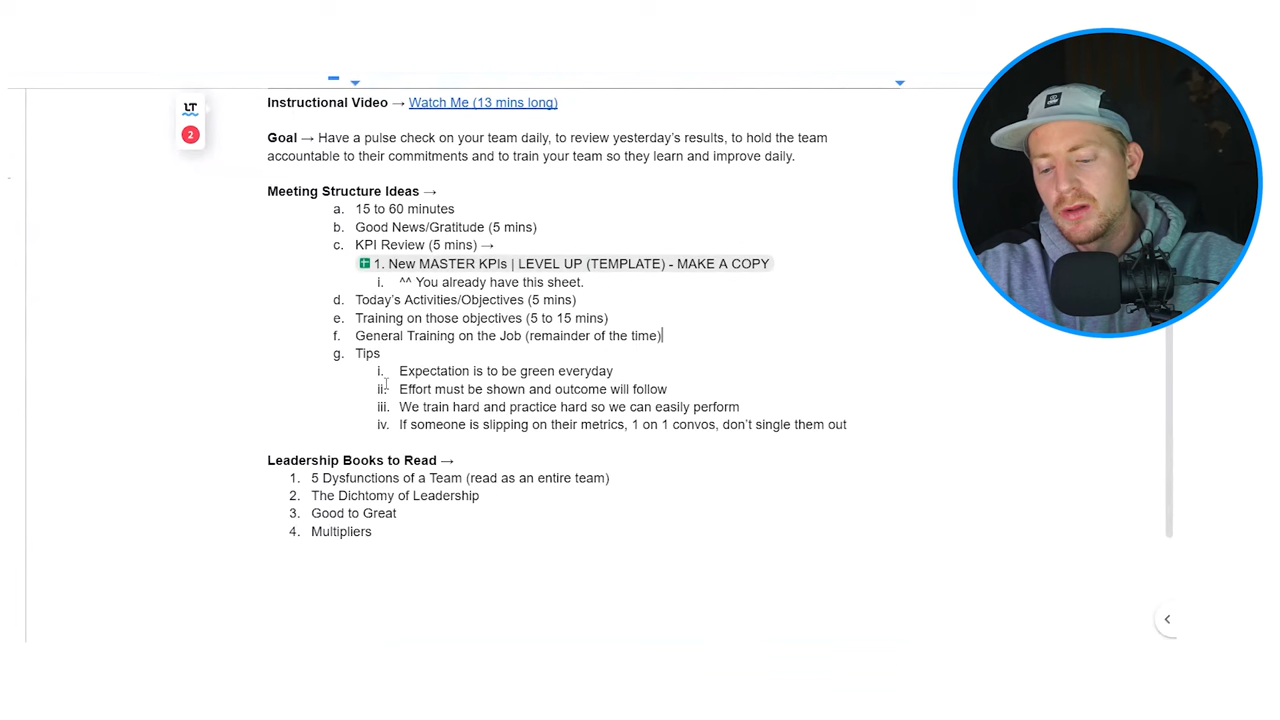 LT
2
Instructional Video → Watch Me (13 mins long)
Goal → Have a pulse check on your team daily, to review yesterday's results, to hold the team
accountable to their commitments and to train your team so they learn and improve daily.
Meeting Structure Ideas →
a. 15 to 60 minutes
b. Good News/Gratitude (5 mins)
c. KPI Review (5 mins) →
1. New MASTER KPIs | LEVEL UP (TEMPLATE) - MAKE A COPY
i. ^^ You already have this sheet.
d. Today's Activities/Objectives (5 mins)
e. Training on those objectives (5 to 15 mins)
f. General Training on the Job (remainder of the time)
g. Tips
i. Expectation is to be green everyday
ii. Effort must be shown and outcome will follow
iii. We train hard and practice hard so we can easily perform
iv. If someone is slipping on their metrics, 1 on 1 convos, don't single them out
Leadership Books to Read →
1. 5 Dysfunctions of a Team (read as an entire team)
2. The Dichtomy of Leadership
3. Good to Great
4. Multipliers